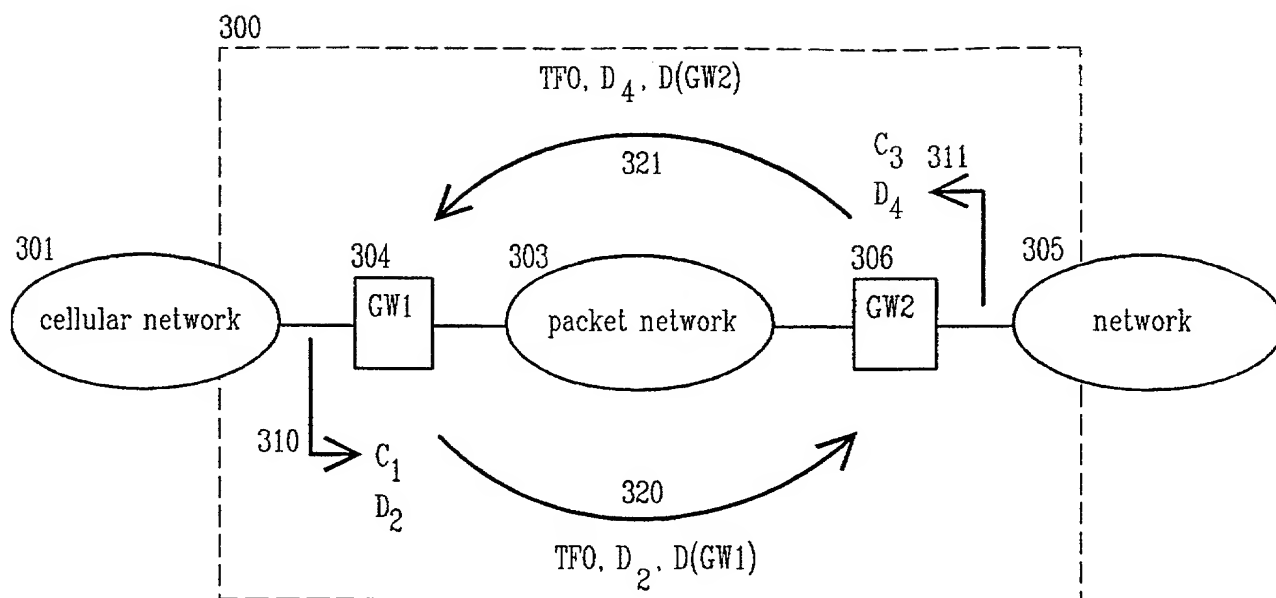 300
TFO, D4, D(GW2)
321
C3 311
D4
301
304
303
306
305
cellular network
GW1
packet network
GW2
network
310
C1
D2
320
TFO, D2, D(GW1)